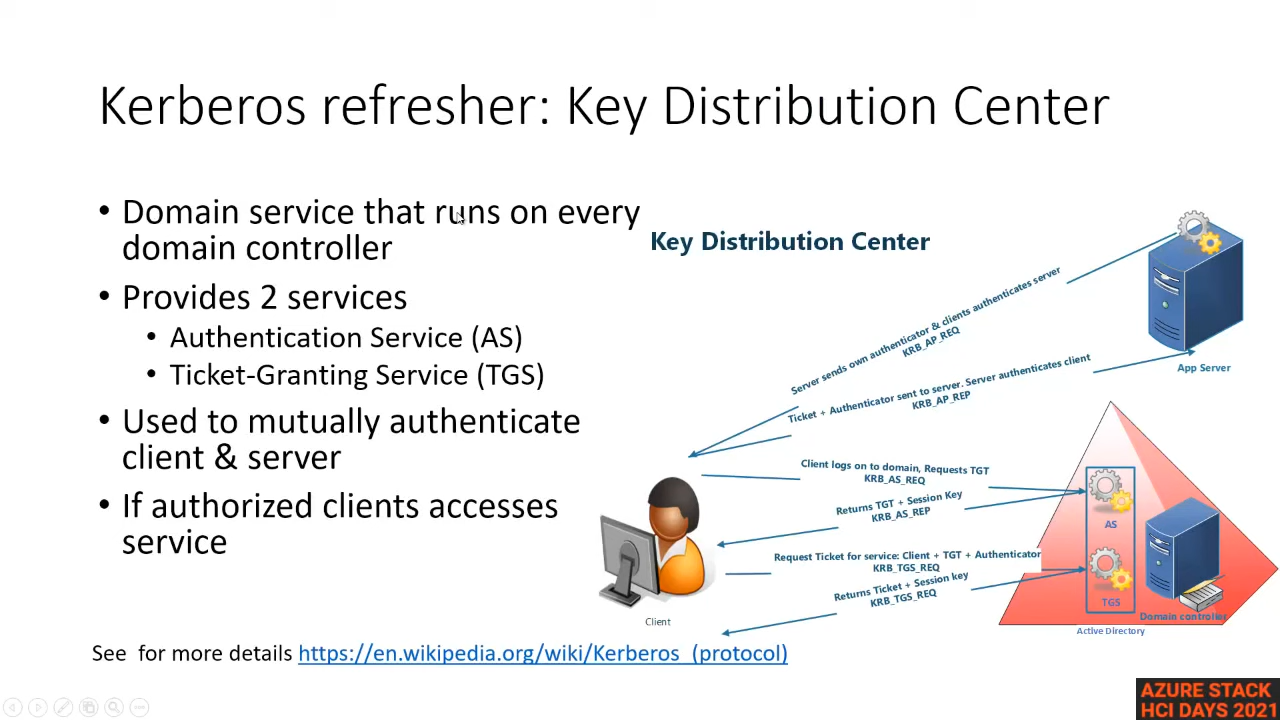 Kerberos refresher: Key Distribution Center
• Domain service that runs on every
domain controller
• Provides 2 services
• Authentication Service (AS)
• Ticket-Granting Service (TGS)
• Used to mutually authenticate
client & server
• If authorized clients accesses
service
Key Distribution Center
Server sends own authenticator & clients authenticates server
KRB_AP_REQ
Ticket + Authenticator sent to server. Server authenticates client
KRB_AP_REP
App Server
Client logs on to domain, Requests TGT
KRB_AS_REQ
Returns TGT + Session Key
KRB_AS_REP
Request Ticket for service: Client + TGT + Authenticator
KRB_TGS_REQ
Returns Ticket + Session key
KRB_TGS_REQ
AS
TGS
Domain controller
Active Directory
Client
See for more details https://en.wikipedia.org/wiki/Kerberos_(protocol)
AZURE STACK
HCI DAYS 2021